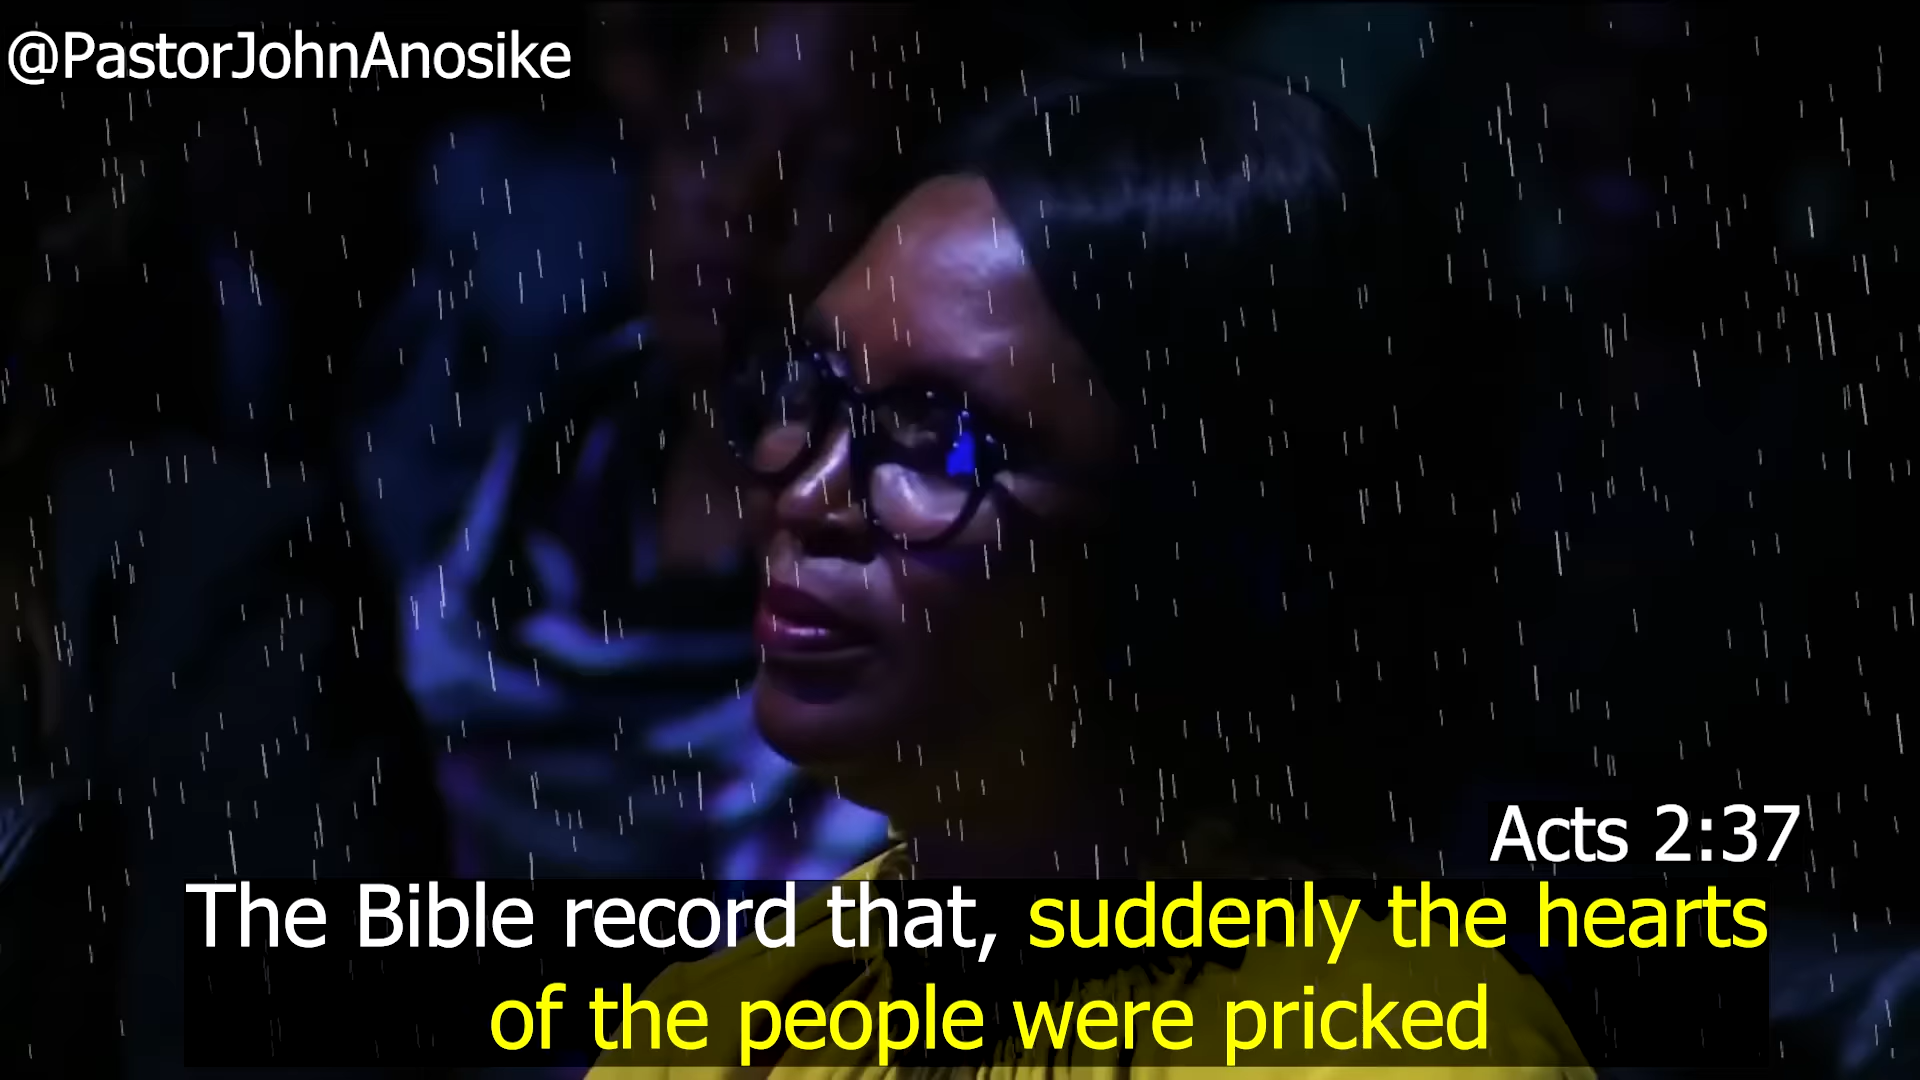 @PastorJohnAnosike
Acts 2:37
The Bible record that, suddenly the hearts
of the people were pricked